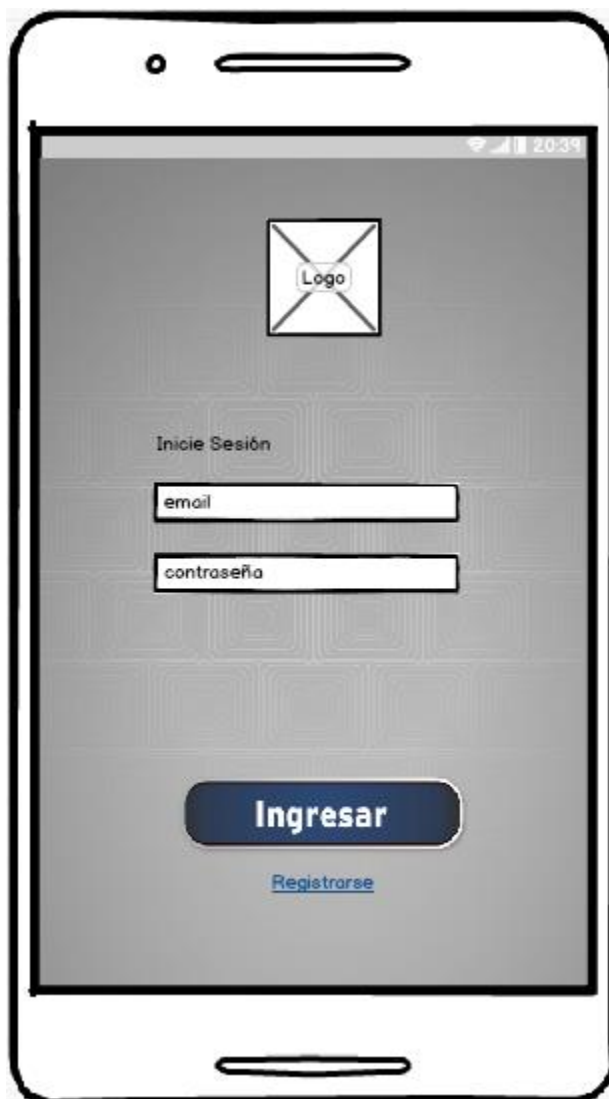 20:39
Logo
Inicie Sesión
email
contraseña
Ingresar
Registrarse